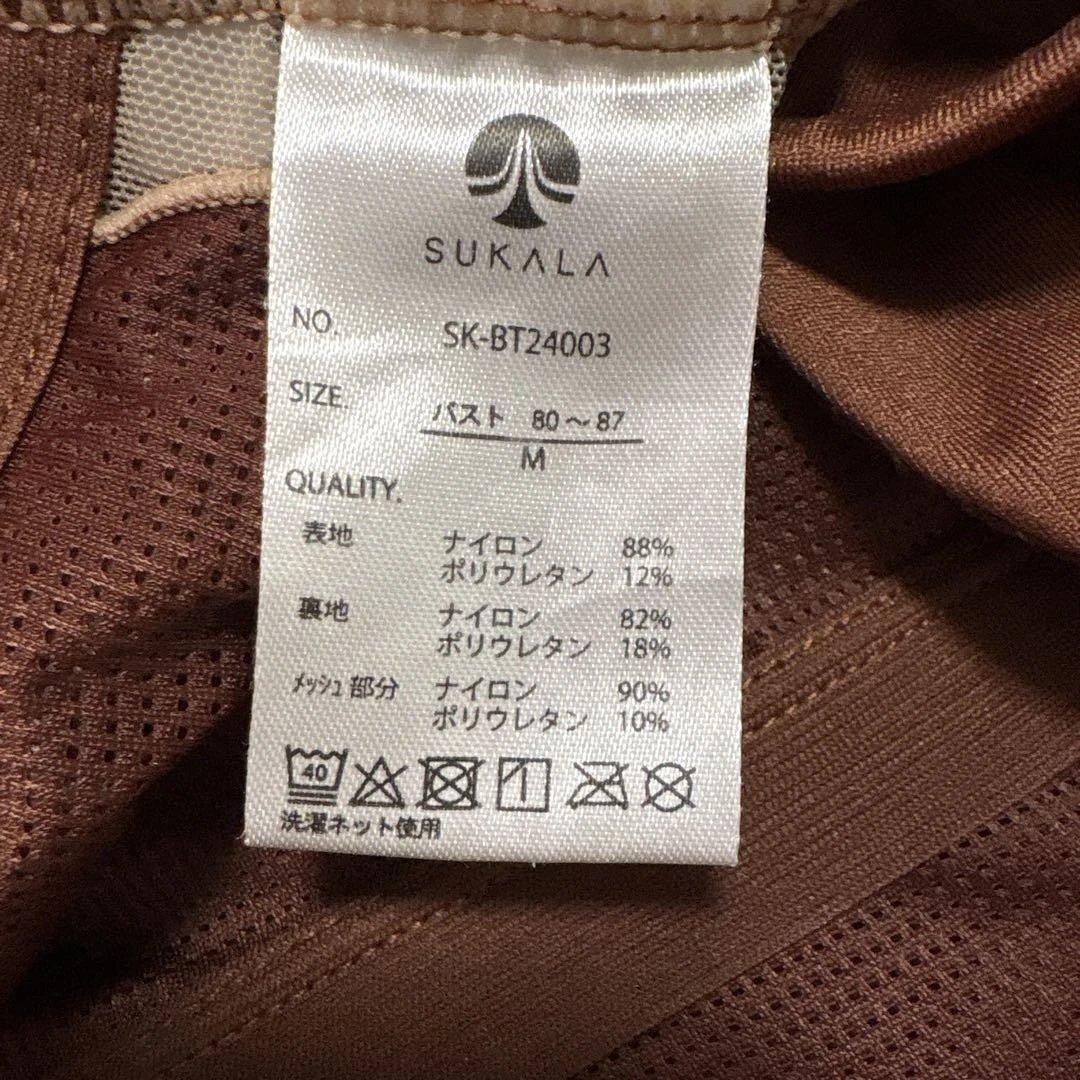 SUKALA
NO. SK-BT24003
SIZE. バスト 80～87
M
QUALITY.
表地 ナイロン 88%
ポリウレタン 12%
裏地 ナイロン 82%
ポリウレタン 18%
ﾒｯｼｭ部分 ナイロン 90%
ポリウレタン 10%
40
洗濯ネット使用